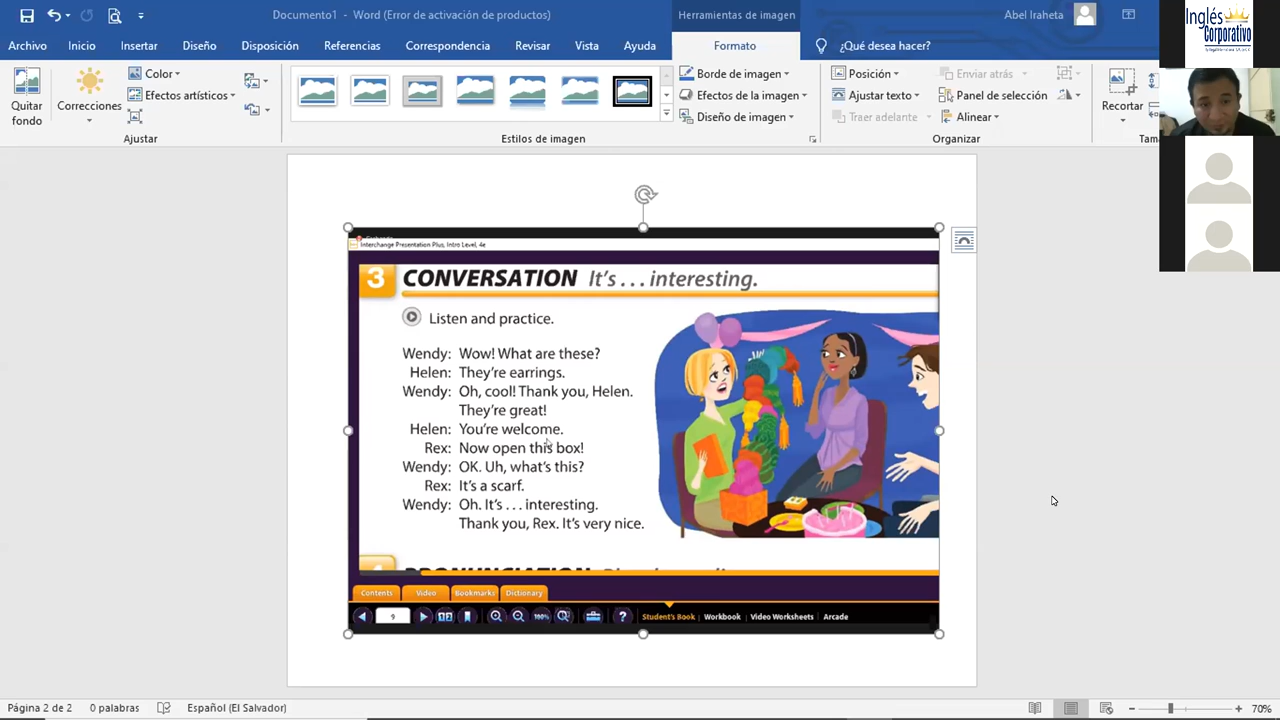 Documento1 - Word (Error de activación de productos)
Herramientas de imagen
Abel Iraheta
Archivo Inicio Insertar Diseño Disposición Referencias Correspondencia Revisar Vista Ayuda Formato ¿Qué desea hacer?
Inglés
Corporativo
Quitar
fondo
Correcciones
Color
Efectos artísticos
Ajustar
Estilos de imagen
Borde de imagen
Efectos de la imagen
Diseño de imagen
Posición
Ajustar texto
Traer adelante
Enviar atrás
Panel de selección
Alinear
Organizar
Recortar
Tama
Interchange Presentation Plus, Intro Level, 4e
3 CONVERSATION It's . . . interesting.
Listen and practice.
Wendy: Wow! What are these?
Helen: They're earrings.
Wendy: Oh, cool! Thank you, Helen.
They're great!
Helen: You're welcome.
Rex: Now open this box!
Wendy: OK. Uh, what's this?
Rex: It's a scarf.
Wendy: Oh. It's . . . interesting.
Thank you, Rex. It's very nice.
PRONUNCIATION
Contents Video Bookmarks Dictionary
9 1 2 100% ? Student's Book Workbook Video Worksheets Arcade
Página 2 de 2 0 palabras Español (El Salvador) 70%